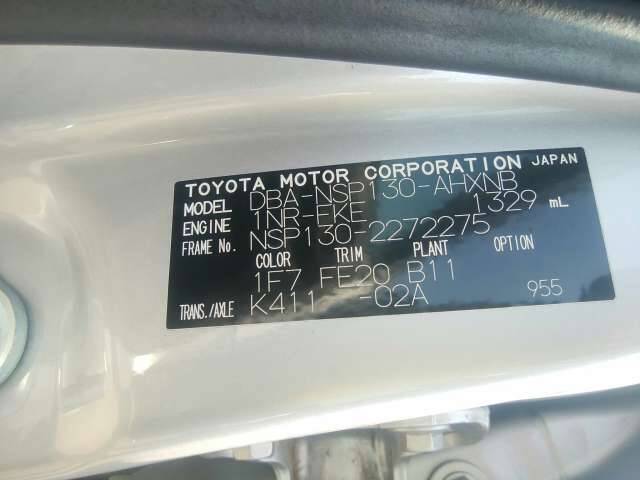 TOYOTA MOTOR CORPORATION JAPAN
MODEL DBA-NSP130-AHXNB
ENGINE 1NR-FKE 1329 mL
FRAME No. NSP130-2272275
COLOR TRIM PLANT OPTION
1F7 FE20 B11
TRANS./AXLE K411 -02A 955